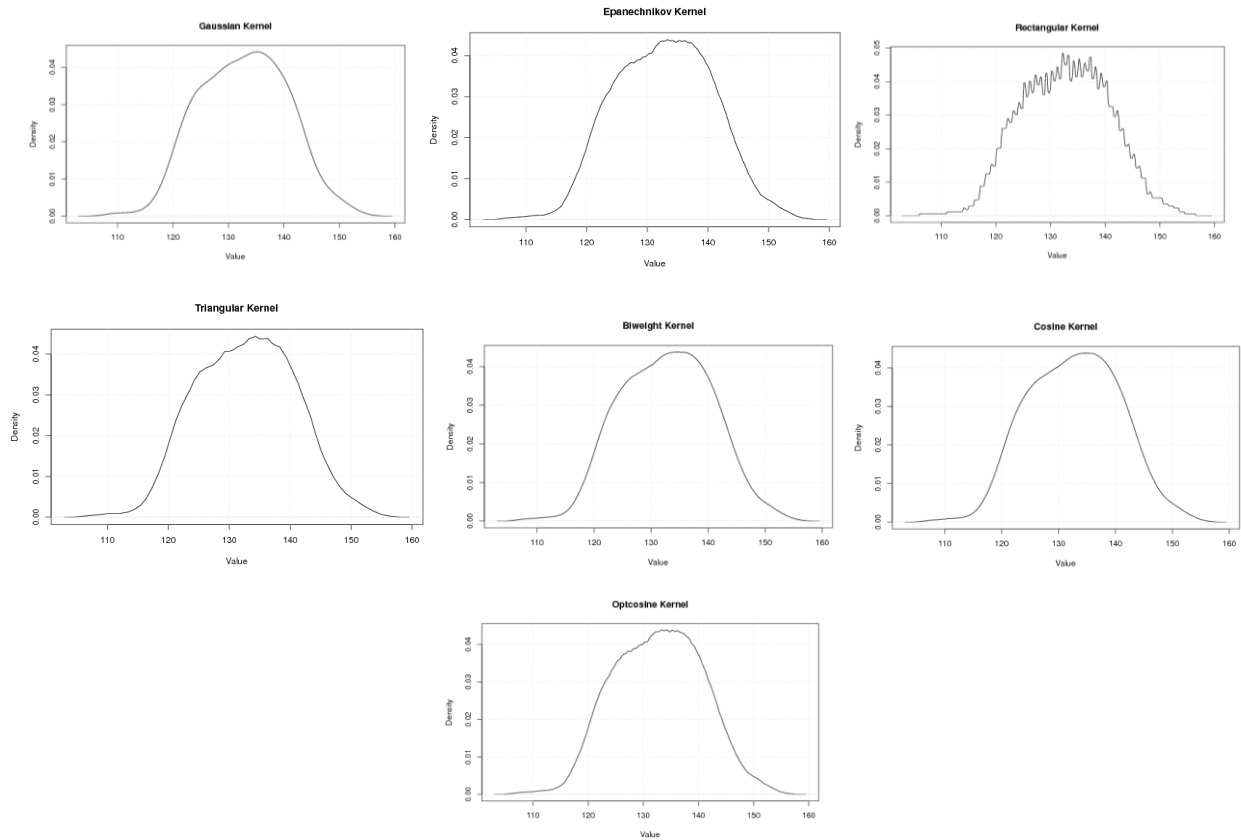 Gaussian Kernel
Density
0.00 0.01 0.02 0.03 0.04
110 120 130 140 150 160
Value
Epanechnikov Kernel
Density
0.00 0.01 0.02 0.03 0.04
110 120 130 140 150 160
Value
Rectangular Kernel
Density
0.00 0.01 0.02 0.03 0.04 0.05
110 120 130 140 150 160
Value
Triangular Kernel
Density
0.00 0.01 0.02 0.03 0.04
110 120 130 140 150 160
Value
Biweight Kernel
Density
0.00 0.01 0.02 0.03 0.04
110 120 130 140 150 160
Value
Cosine Kernel
Density
0.00 0.01 0.02 0.03 0.04
110 120 130 140 150 160
Value
Optcosine Kernel
Density
0.00 0.01 0.02 0.03 0.04
110 120 130 140 150 160
Value